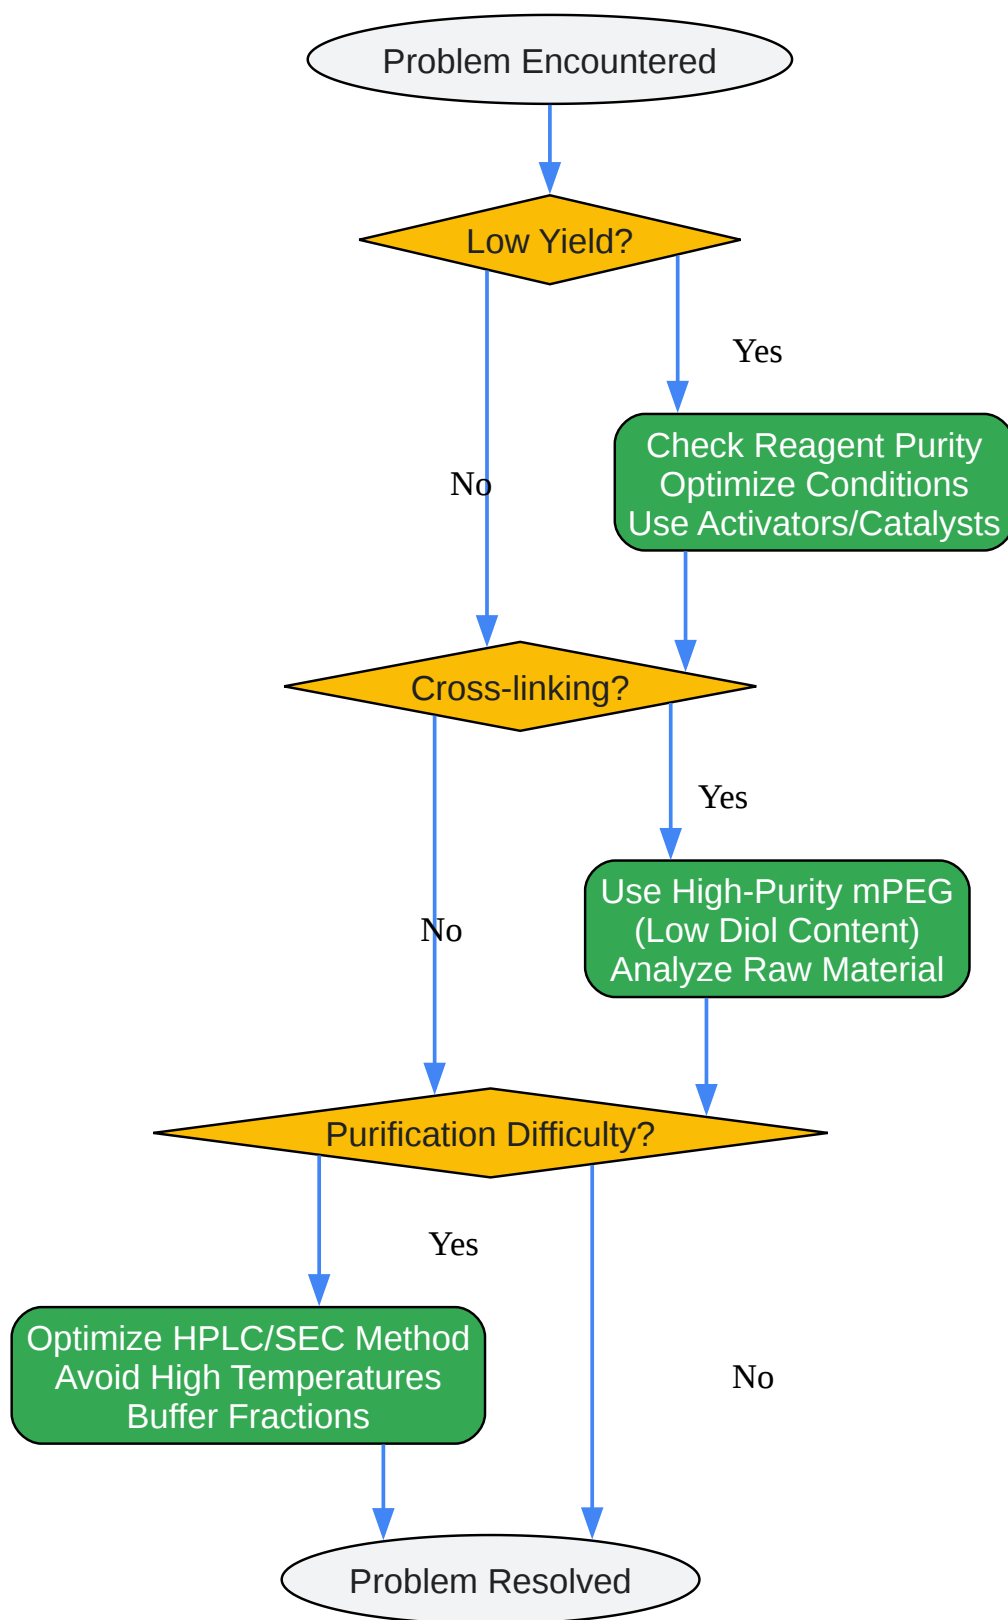 Problem Encountered
Low Yield?
Yes
Check Reagent Purity
Optimize Conditions
Use Activators/Catalysts
No
Cross-linking?
Yes
Use High-Purity mPEG
(Low Diol Content)
Analyze Raw Material
No
Purification Difficulty?
Yes
Optimize HPLC/SEC Method
Avoid High Temperatures
Buffer Fractions
No
Problem Resolved